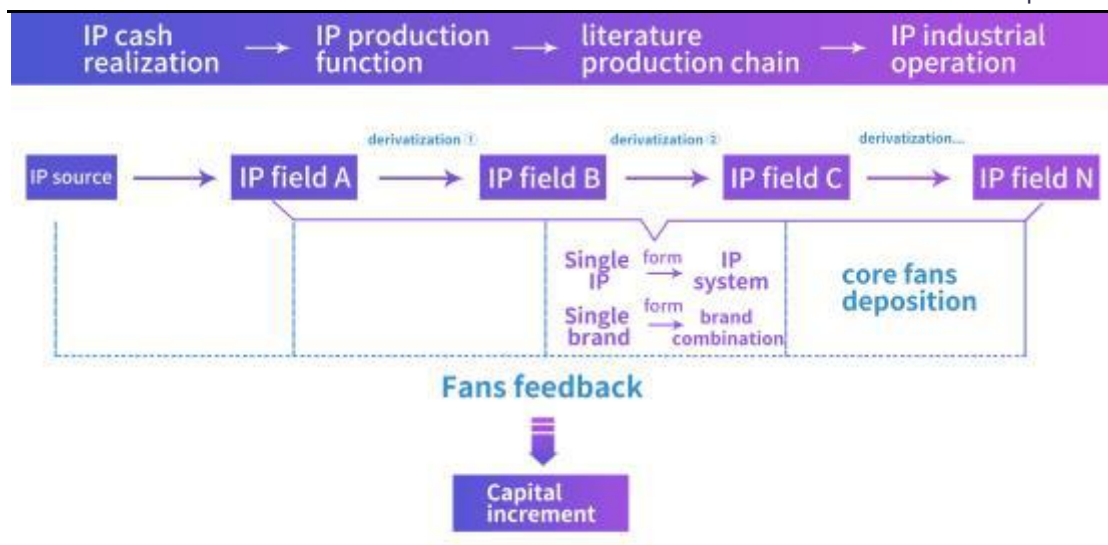 IP cash
realization
IP production
function
literature
production chain
IP industrial
operation
derivatization ①
derivatization ②
derivatization...
IP source
IP field A
IP field B
IP field C
IP field N
Single
IP
form
IP
system
Single
brand
form
brand
combination
core fans
deposition
Fans feedback
Capital
increment